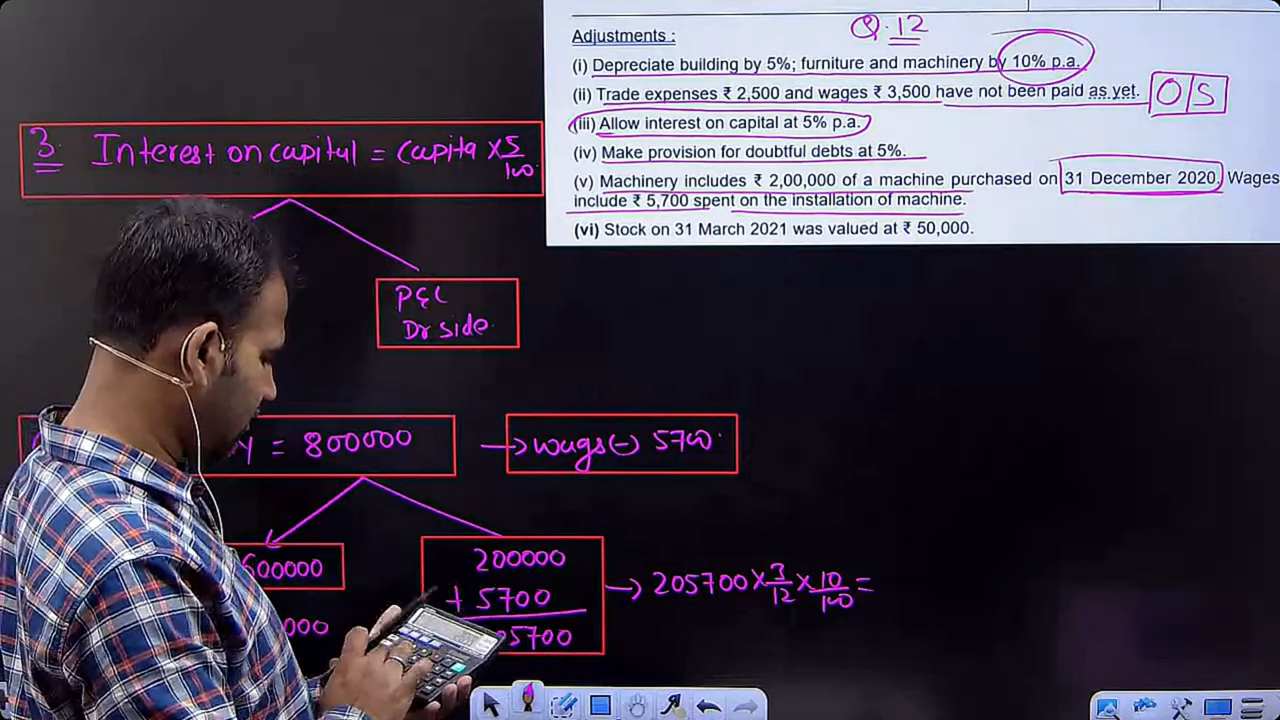 Q.12
Adjustments :
(i) Depreciate building by 5%; furniture and machinery by 10% p.a.
(ii) Trade expenses ₹ 2,500 and wages ₹ 3,500 have not been paid as yet.
O/S
(iii) Allow interest on capital at 5% p.a.
(iv) Make provision for doubtful debts at 5%.
(v) Machinery includes ₹ 2,00,000 of a machine purchased on 31 December 2020. Wages
include ₹ 5,700 spent on the installation of machine.
(vi) Stock on 31 March 2021 was valued at ₹ 50,000.
3. Interest on capital = capita × 5/100
P&L
Dr side
y = 800000
wags(-) 5700
600000
000
200000
+ 5700
05700
205700 × 3/12 × 10/100 =